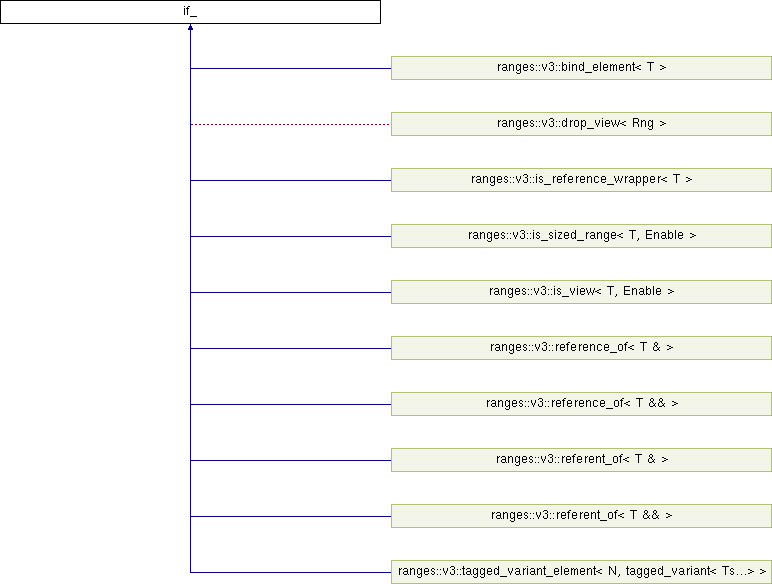 if_
ranges::v3::bind_element< T >
ranges::v3::drop_view< Rng >
ranges::v3::is_reference_wrapper< T >
ranges::v3::is_sized_range< T, Enable >
ranges::v3::is_view< T, Enable >
ranges::v3::reference_of< T & >
ranges::v3::reference_of< T && >
ranges::v3::referent_of< T & >
ranges::v3::referent_of< T && >
ranges::v3::tagged_variant_element< N, tagged_variant< Ts...> >